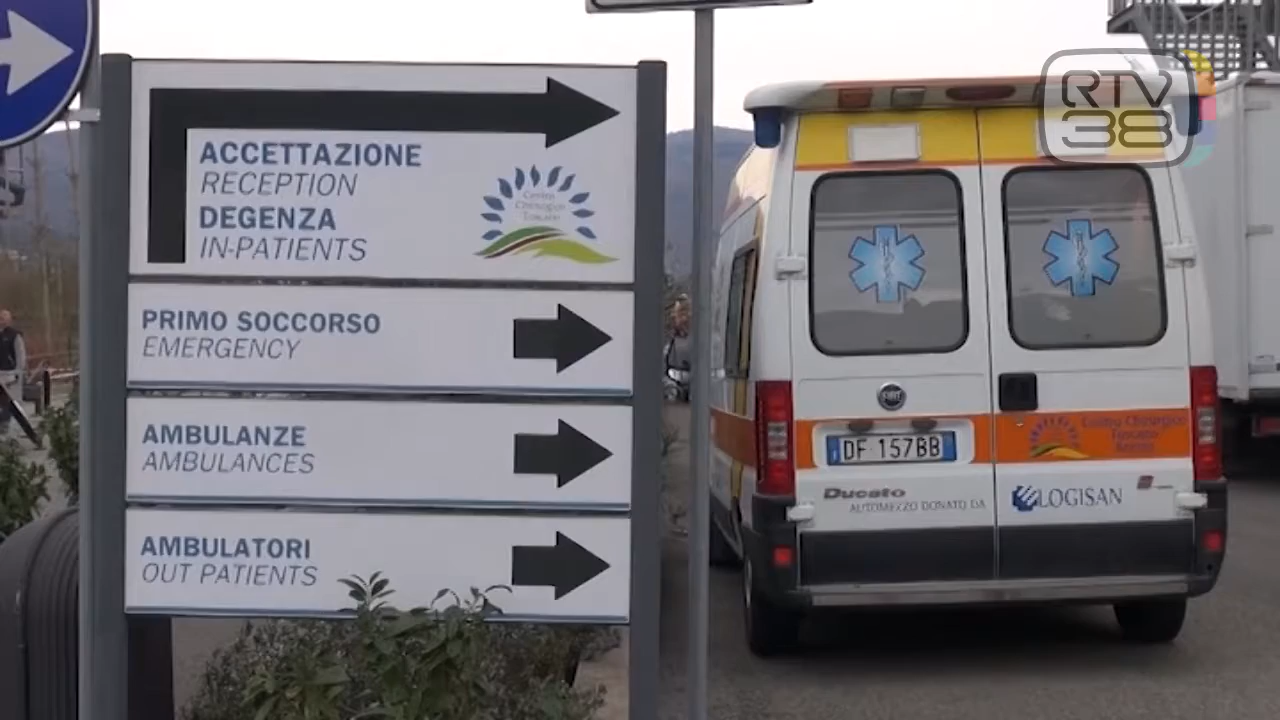 ACCETTAZIONE
RECEPTION
DEGENZA
IN-PATIENTS
Centro
Chirurgico
Toscano
PRIMO SOCCORSO
EMERGENCY
AMBULANZE
AMBULANCES
AMBULATORI
OUT PATIENTS
RTV
38
FIAT
DF 157BB
Centro Chirurgico
Toscano
Arezzo
Ducato
AUTOMEZZO DONATO DA
LOGISAN